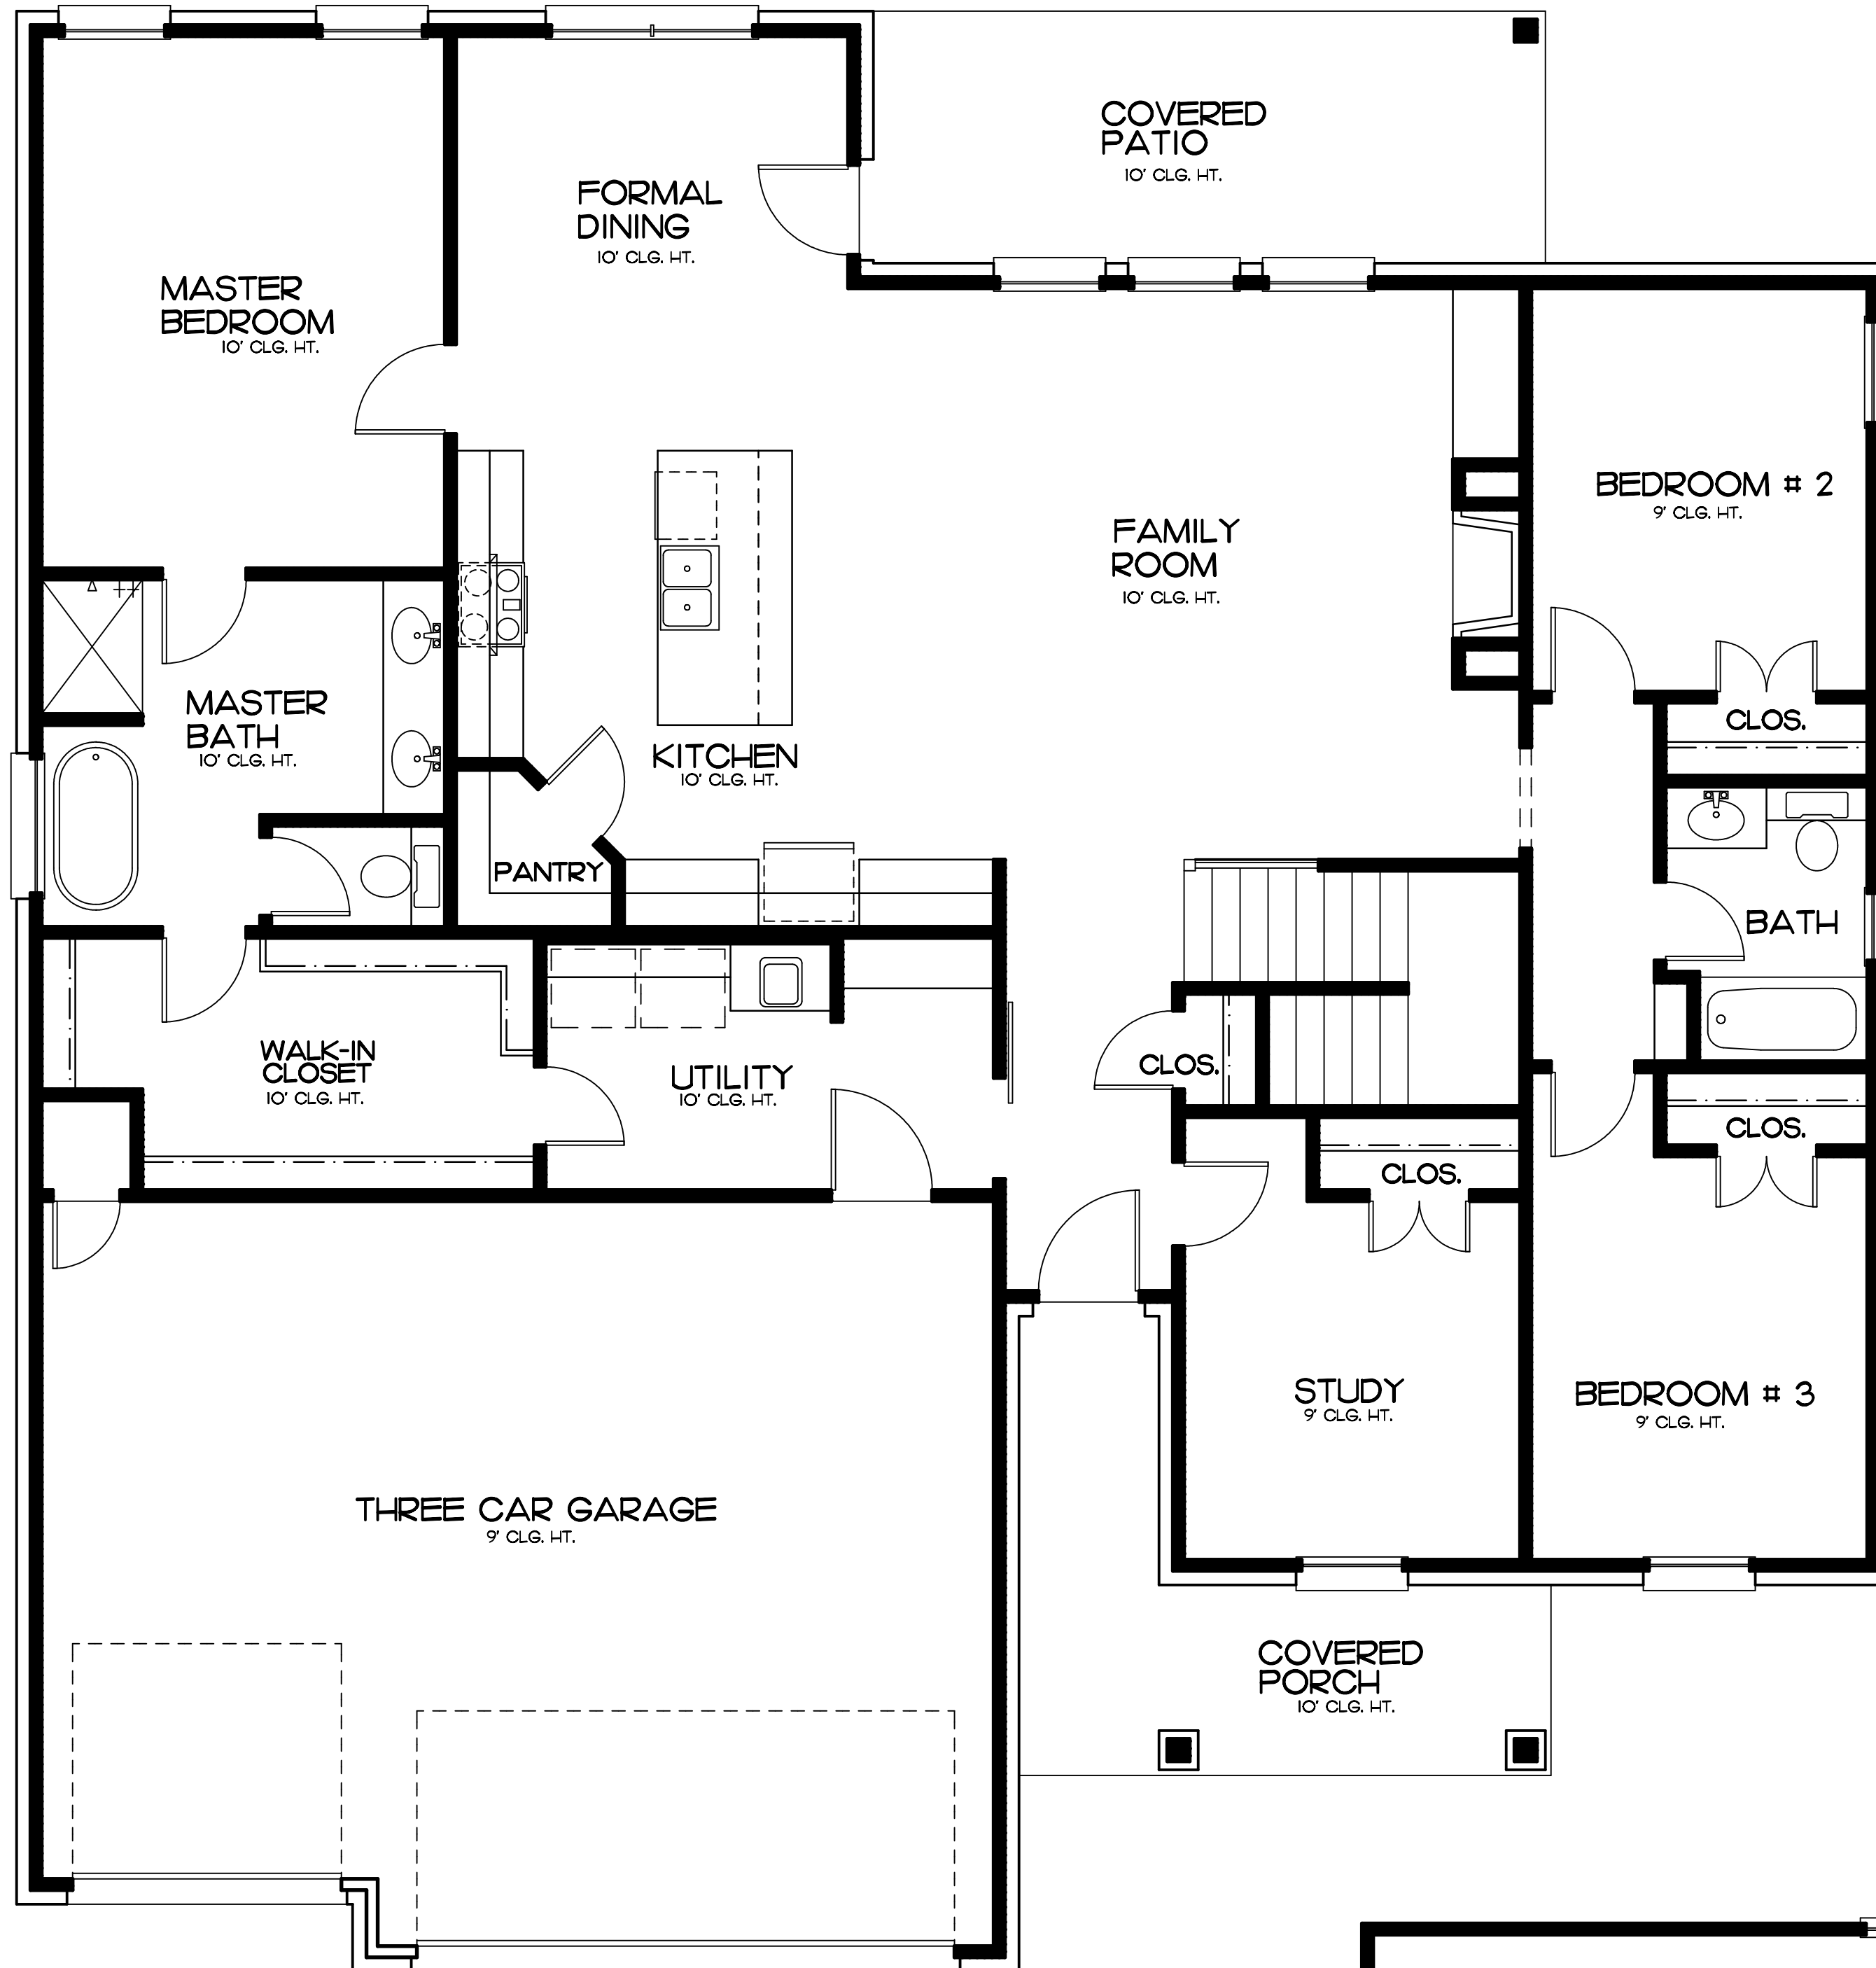 COVERED
PATIO
10' CLG. HT.
FORMAL
DINING
10' CLG. HT.
MASTER
BEDROOM
10' CLG. HT.
BEDROOM # 2
9' CLG. HT.
FAMILY
ROOM
10' CLG. HT.
MASTER
BATH
10' CLG. HT.
KITCHEN
10' CLG. HT.
CLOS.
PANTRY
BATH
WALK-IN
CLOSET
10' CLG. HT.
UTILITY
10' CLG. HT.
CLOS.
CLOS.
CLOS.
STUDY
9' CLG. HT.
BEDROOM # 3
9' CLG. HT.
THREE CAR GARAGE
9' CLG. HT.
COVERED
PORCH
10' CLG. HT.